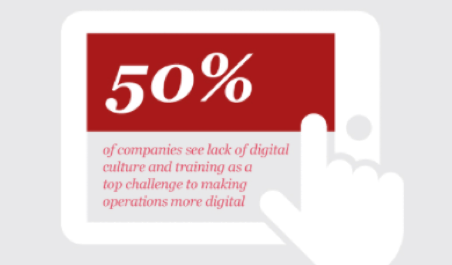 50%
of companies see lack of digital
culture and training as a
top challenge to making
operations more digital